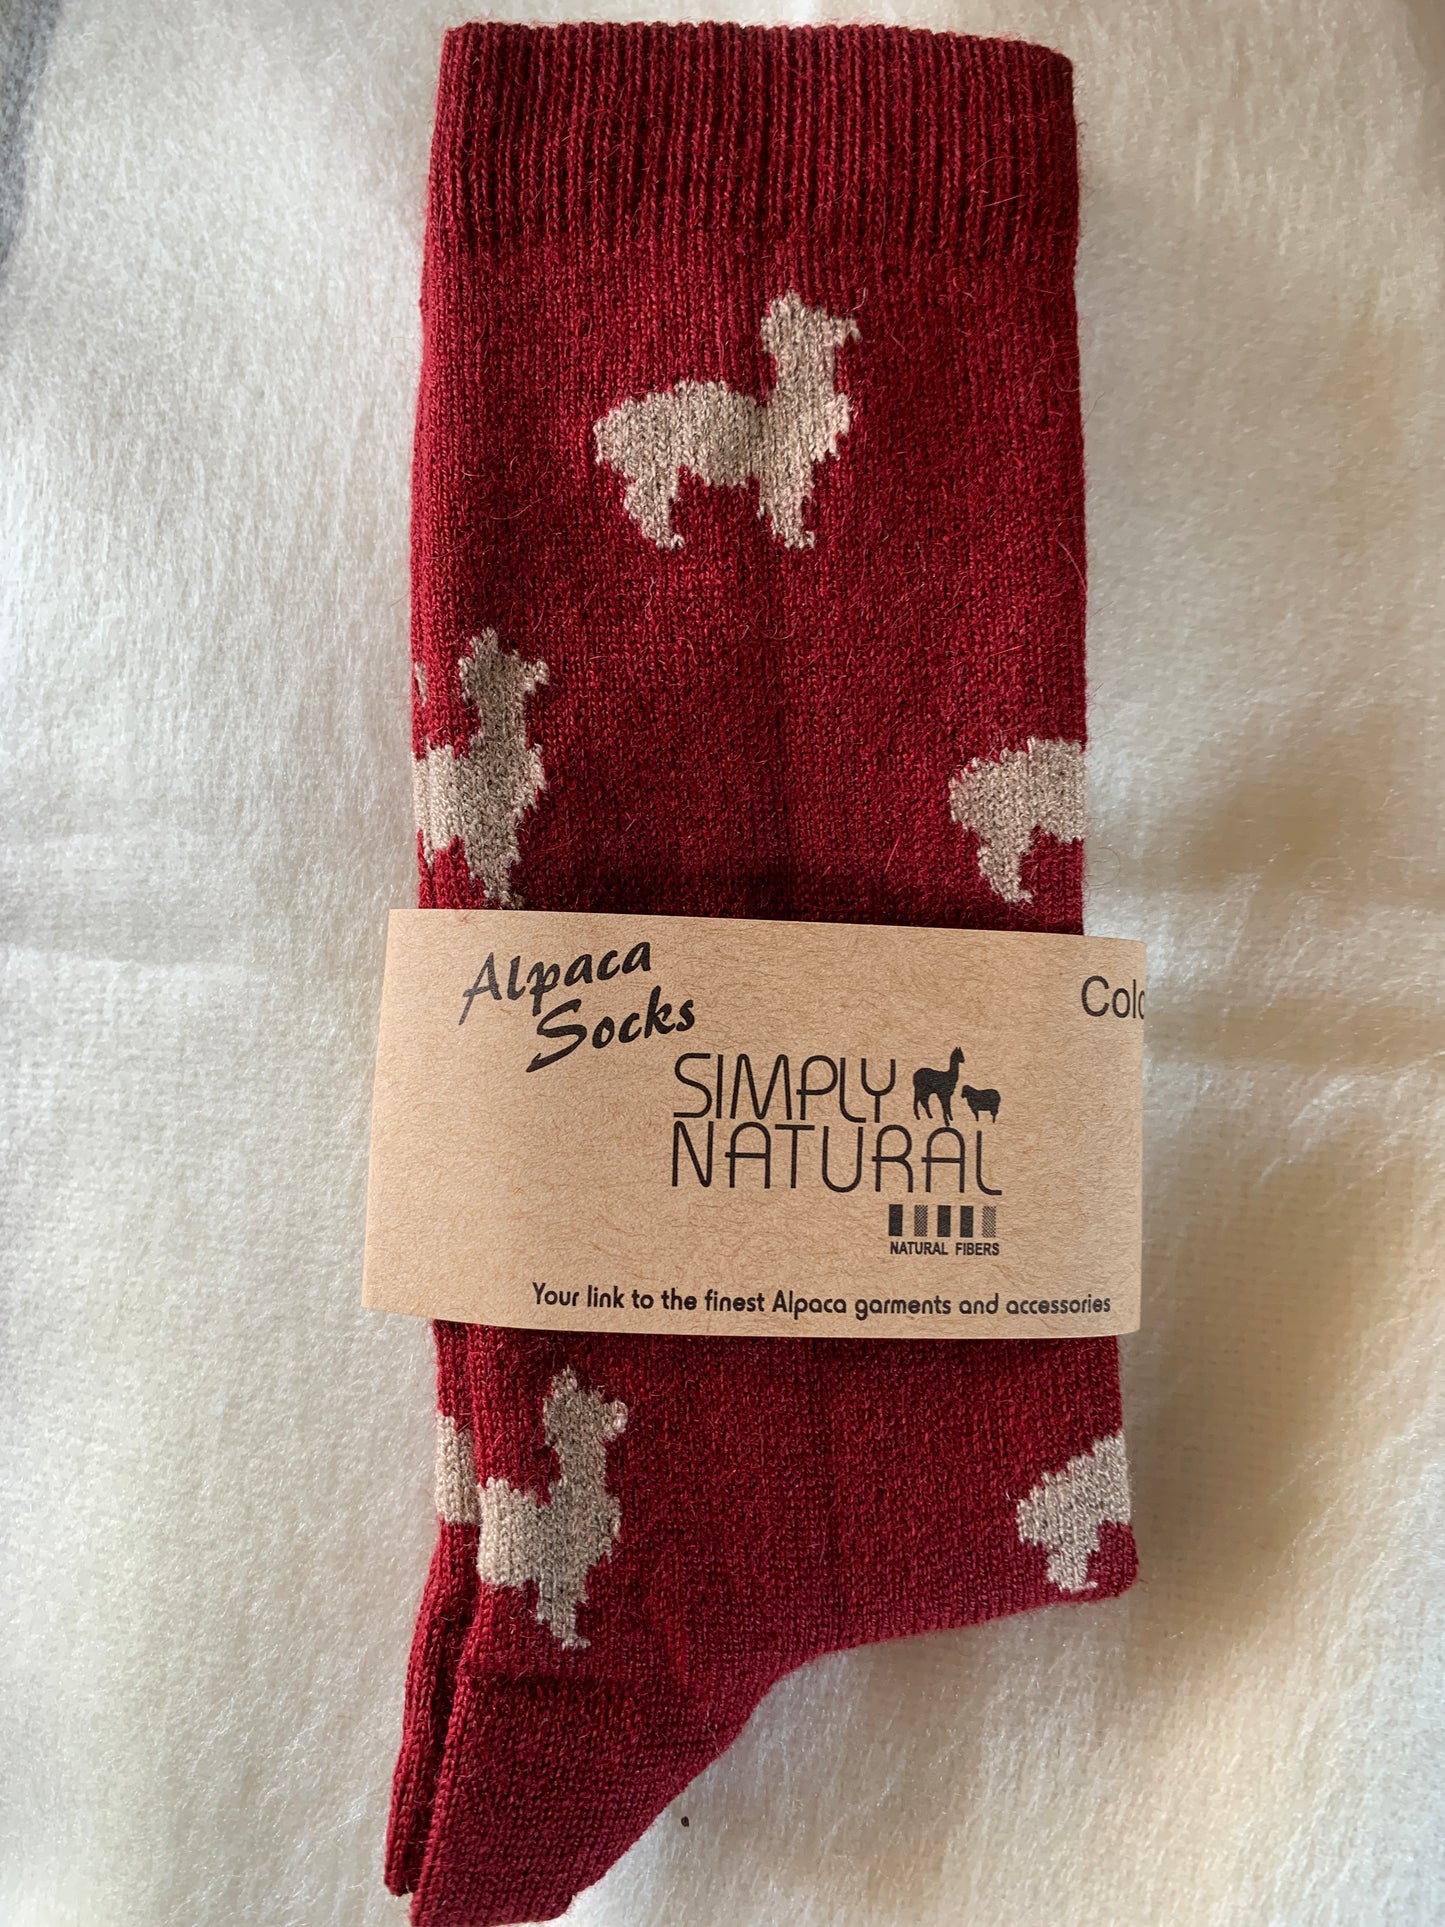 Alpaca
Socks
SIMPLY
NATURAL
NATURAL FIBERS
Your link to the finest Alpaca garments and accessories